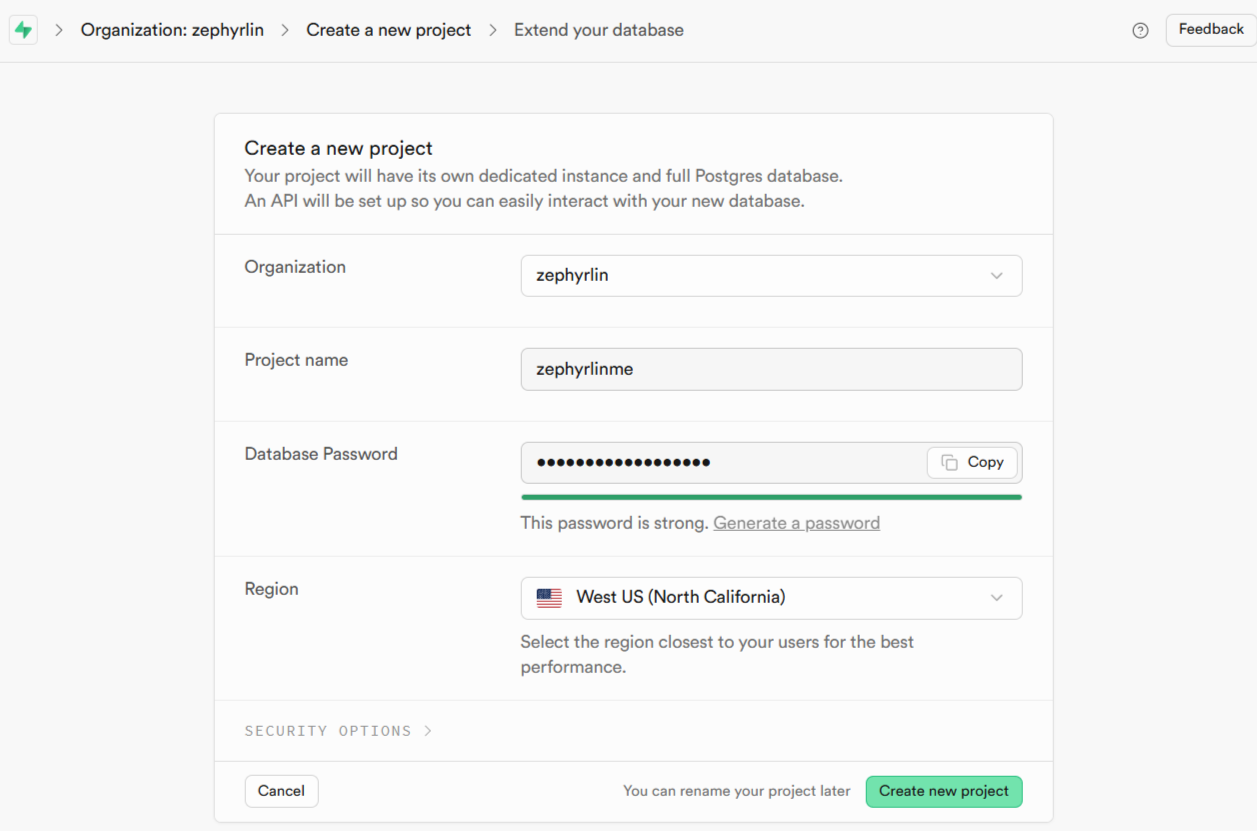 Organization: zephyrlin > Create a new project > Extend your database
Feedback
Create a new project
Your project will have its own dedicated instance and full Postgres database.
An API will be set up so you can easily interact with your new database.
Organization
zephyrlin
Project name
zephyrlinme
Database Password
••••••••••••••••••
Copy
This password is strong. Generate a password
Region
West US (North California)
Select the region closest to your users for the best
performance.
SECURITY OPTIONS >
Cancel
You can rename your project later
Create new project